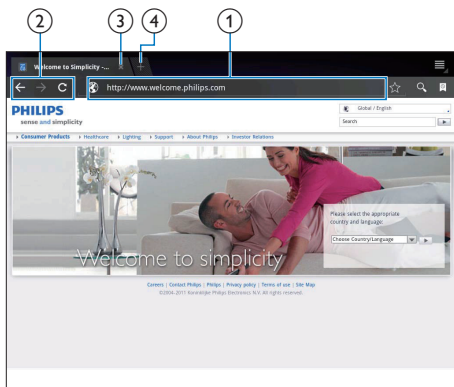 2 3 4 1
Welcome to Simplicity -... × +
http://www.welcome.philips.com
PHILIPS
sense and simplicity
Global / English
Search
Consumer Products Healthcare Lighting Support About Philips Investor Relations
Please select the appropriate
country and language:
Choose Country/Language
Welcome to simplicity
Careers | Contact Philips | Philips | Privacy policy | Terms of use | Site Map
©2004-2011 Koninklijke Philips Electronics N.V. All rights reserved.